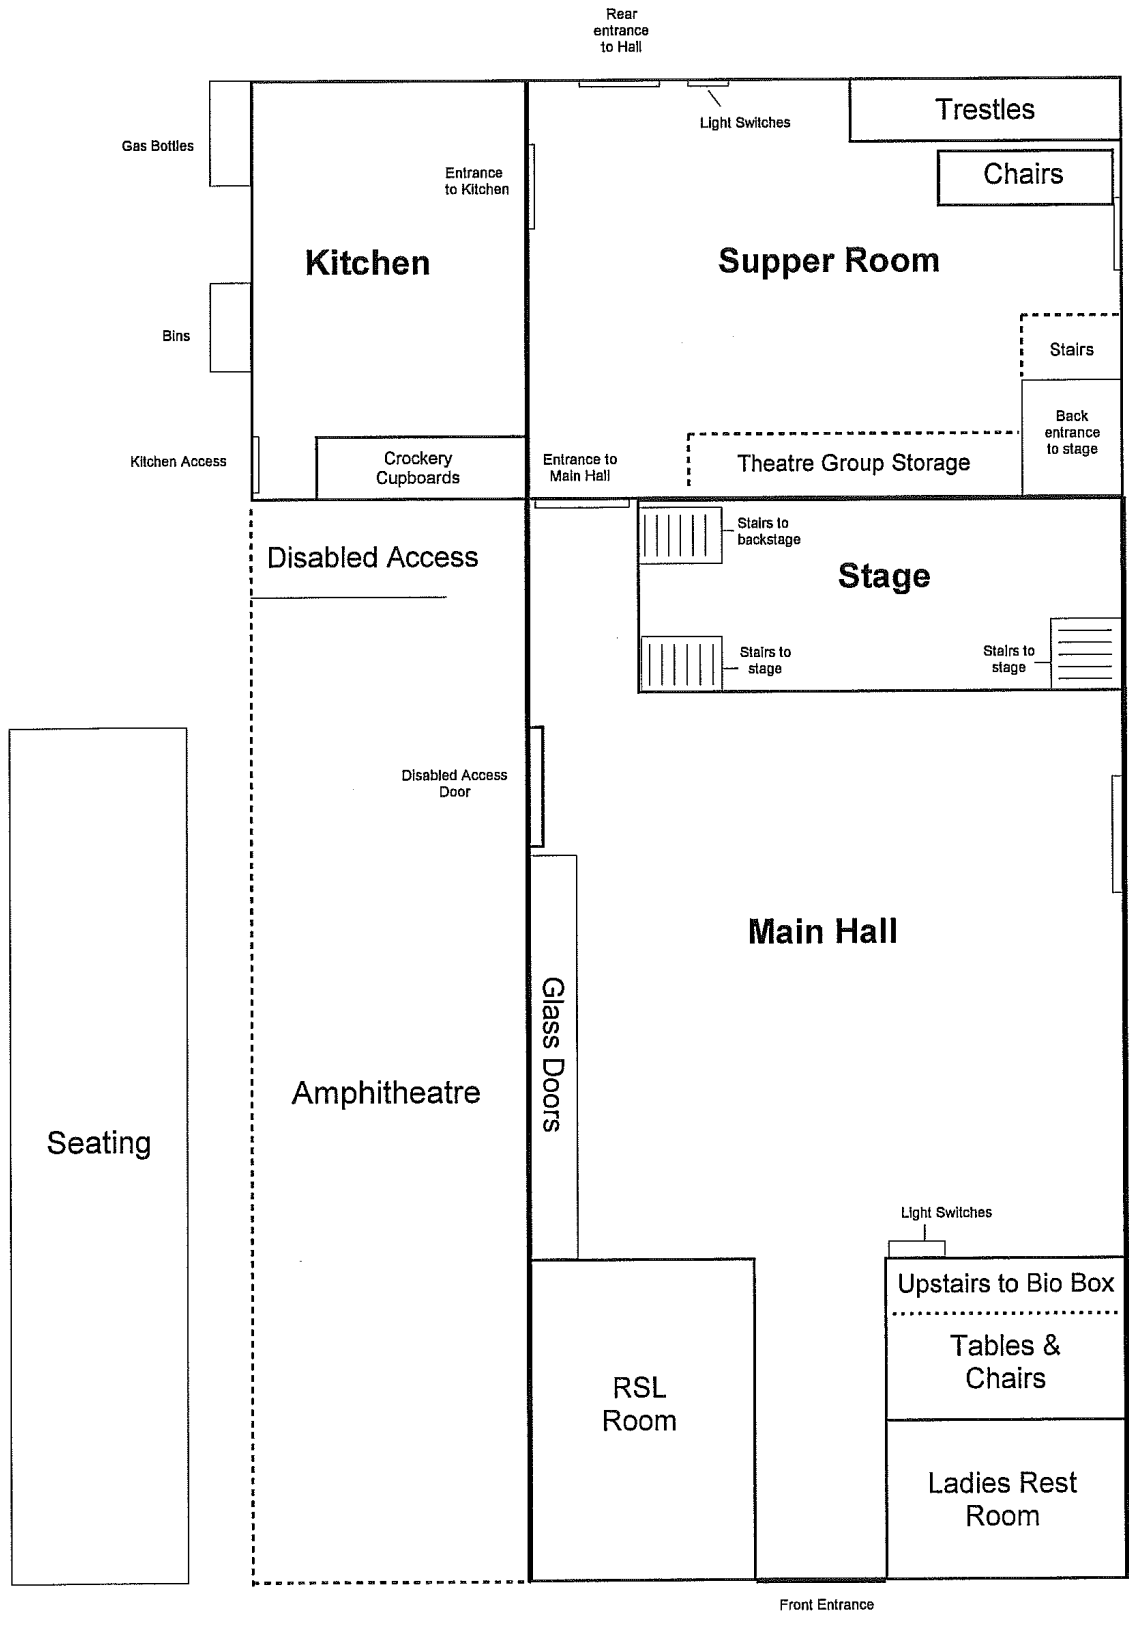 Rear
entrance
to Hall
Light Switches
Trestles
Gas Bottles
Chairs
Entrance
to Kitchen
Kitchen
Supper Room
Bins
Stairs
Back
entrance
to stage
Kitchen Access
Crockery
Cupboards
Entrance to
Main Hall
Theatre Group Storage
Disabled Access
Stairs to
backstage
Stage
Stairs to
stage
Stairs to
stage
Disabled Access
Door
Main Hall
Glass Doors
Amphitheatre
Seating
Light Switches
Upstairs to Bio Box
Tables &
Chairs
RSL
Room
Ladies Rest
Room
Front Entrance